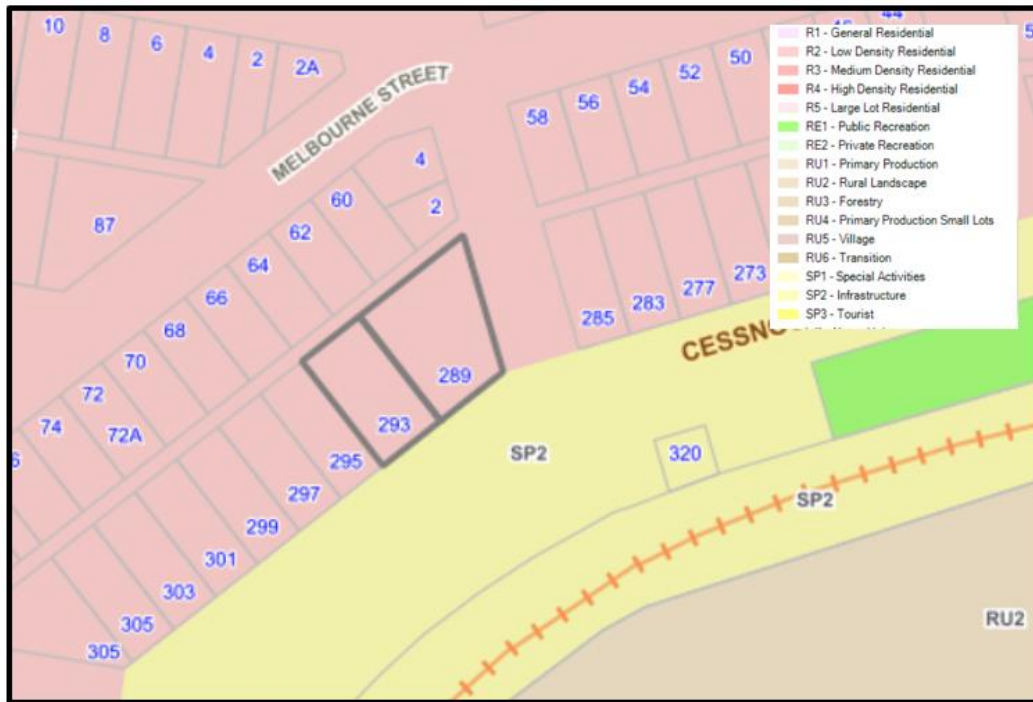 10
8
6
4
2
2A
MELBOURNE STREET
87
58
56
54
52
50
44
4
2
60
62
64
66
68
70
72
72A
74
285
283
277
273
289
293
295
297
299
301
303
305
305
CESSNO
SP2
320
SP2
RU2
R1 - General Residential
R2 - Low Density Residential
R3 - Medium Density Residential
R4 - High Density Residential
R5 - Large Lot Residential
RE1 - Public Recreation
RE2 - Private Recreation
RU1 - Primary Production
RU2 - Rural Landscape
RU3 - Forestry
RU4 - Primary Production Small Lots
RU5 - Village
RU6 - Transition
SP1 - Special Activities
SP2 - Infrastructure
SP3 - Tourist